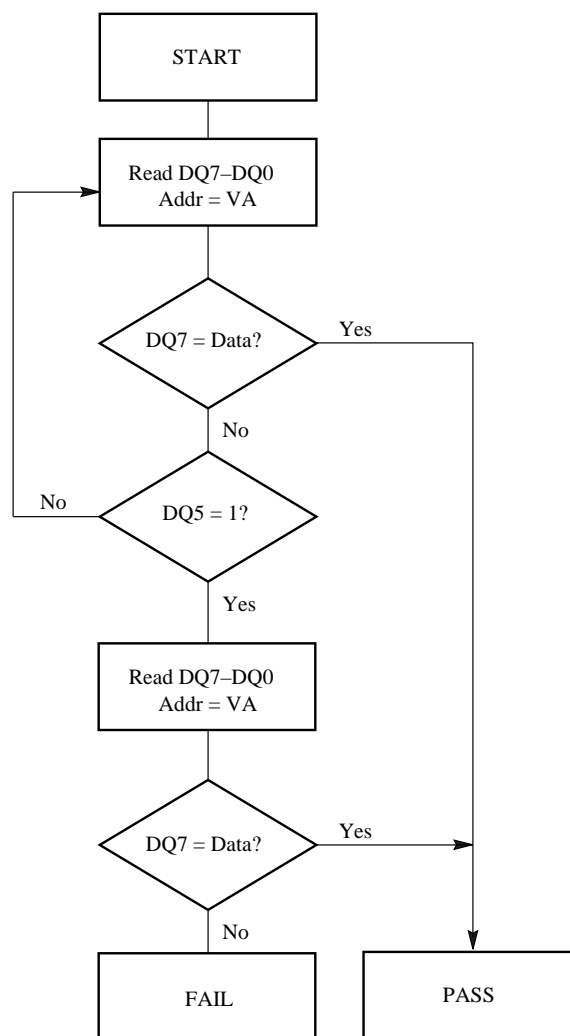 START
Read DQ7–DQ0
Addr = VA
DQ7 = Data?
Yes
No
No
DQ5 = 1?
Yes
Read DQ7–DQ0
Addr = VA
DQ7 = Data?
Yes
No
FAIL
PASS